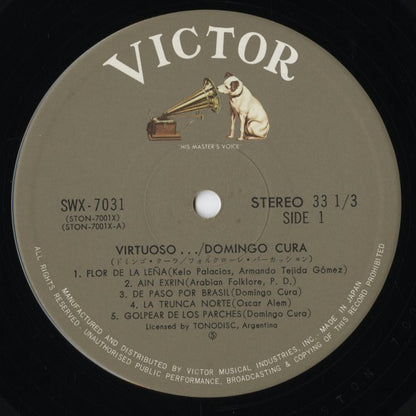 VICTOR
"HIS MASTER'S VOICE"
SWX-7031
(STON-7001X)
(STON-7001X-A)
STEREO 33 1/3
SIDE 1
VIRTUOSO.../DOMINGO CURA
(ドミンゴ・クーラ/フォルクローレ・パーカッション)
1. FLOR DE LA LEÑA(Kelo Palacios, Armando Tejida Gómez)
2. AIN EXRIN(Arabian Folklore, P. D.)
3. DE PASO POR BRASIL(Domingo Cura)
4. LA TRUNCA NORTE(Oscar Alem)
5. GOLPEAR DE LOS PARCHES(Domingo Cura)
Licensed by TONODISC, Argentina
Ⓢ
MANUFACTURED AND DISTRIBUTED BY VICTOR MUSICAL INDUSTRIES, INC. MADE IN JAPAN
ALL RIGHTS RESERVED. UNAUTHORISED PUBLIC PERFORMANCE, BROADCASTING & COPYING OF THIS RECORD PROHIBITED